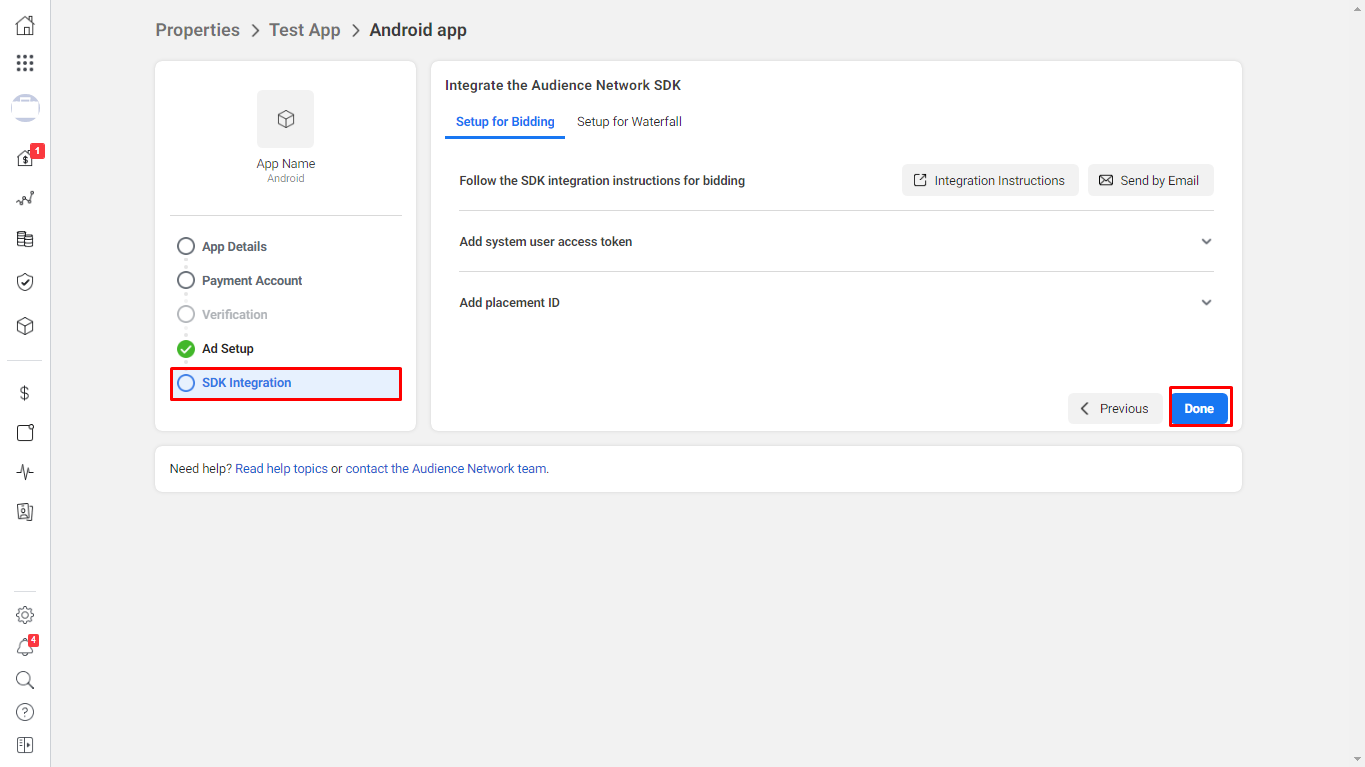 Properties > Test App > Android app
1
4
App Name
Android
App Details
Payment Account
Verification
Ad Setup
SDK Integration
Integrate the Audience Network SDK
Setup for Bidding Setup for Waterfall
Follow the SDK integration instructions for bidding Integration Instructions Send by Email
Add system user access token
Add placement ID
Previous Done
Need help? Read help topics or contact the Audience Network team.